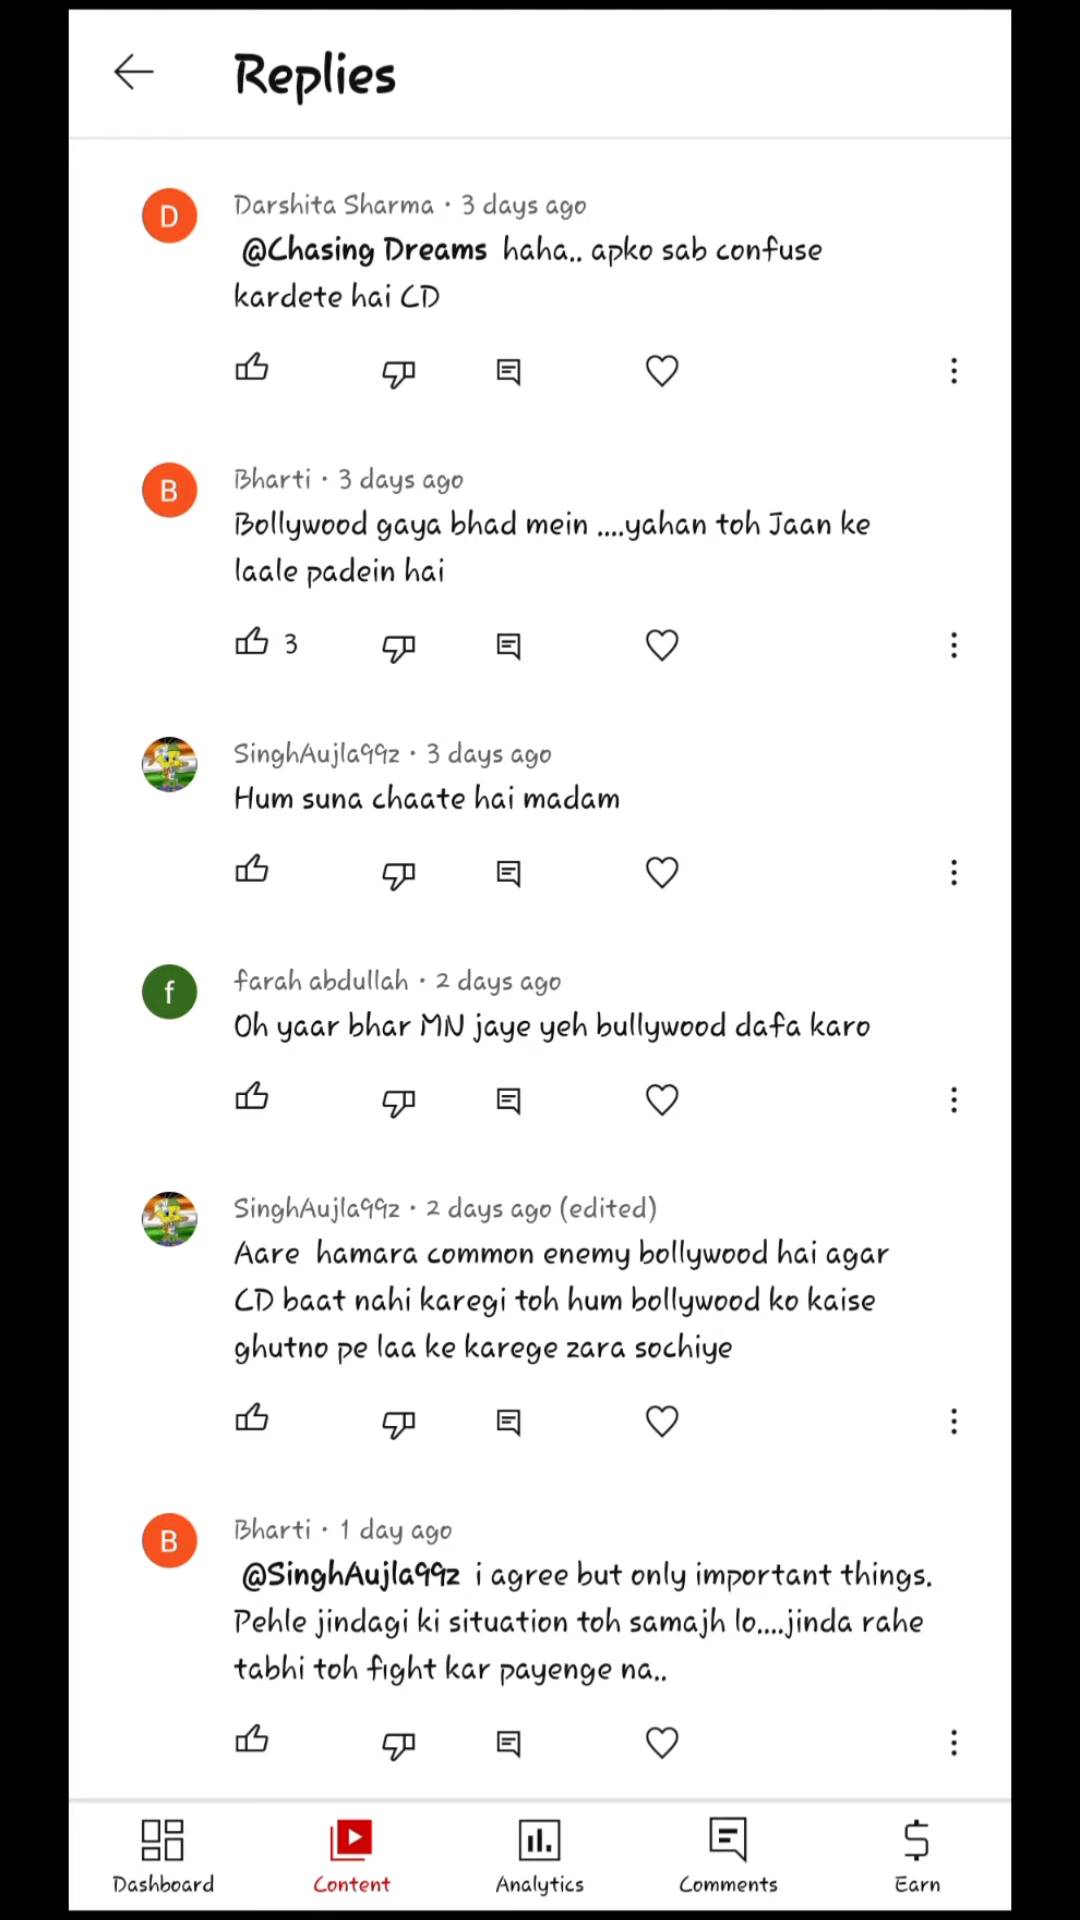 Replies
D
Darshita Sharma • 3 days ago
@Chasing Dreams haha.. apko sab confuse
kardete hai CD
B
Bharti • 3 days ago
Bollywood gaya bhad mein ....yahan toh Jaan ke
laale padein hai
3
SinghAujla99z • 3 days ago
Hum suna chaate hai madam
f
farah abdullah • 2 days ago
Oh yaar bhar MN jaye yeh bullywood dafa karo
SinghAujla99z • 2 days ago (edited)
Aare hamara common enemy bollywood hai agar
CD baat nahi karegi toh hum bollywood ko kaise
ghutno pe laa ke karege zara sochiye
B
Bharti • 1 day ago
@SinghAujla99z i agree but only important things.
Pehle jindagi ki situation toh samajh lo....jinda rahe
tabhi toh fight kar payenge na..
Dashboard
Content
Analytics
Comments
Earn